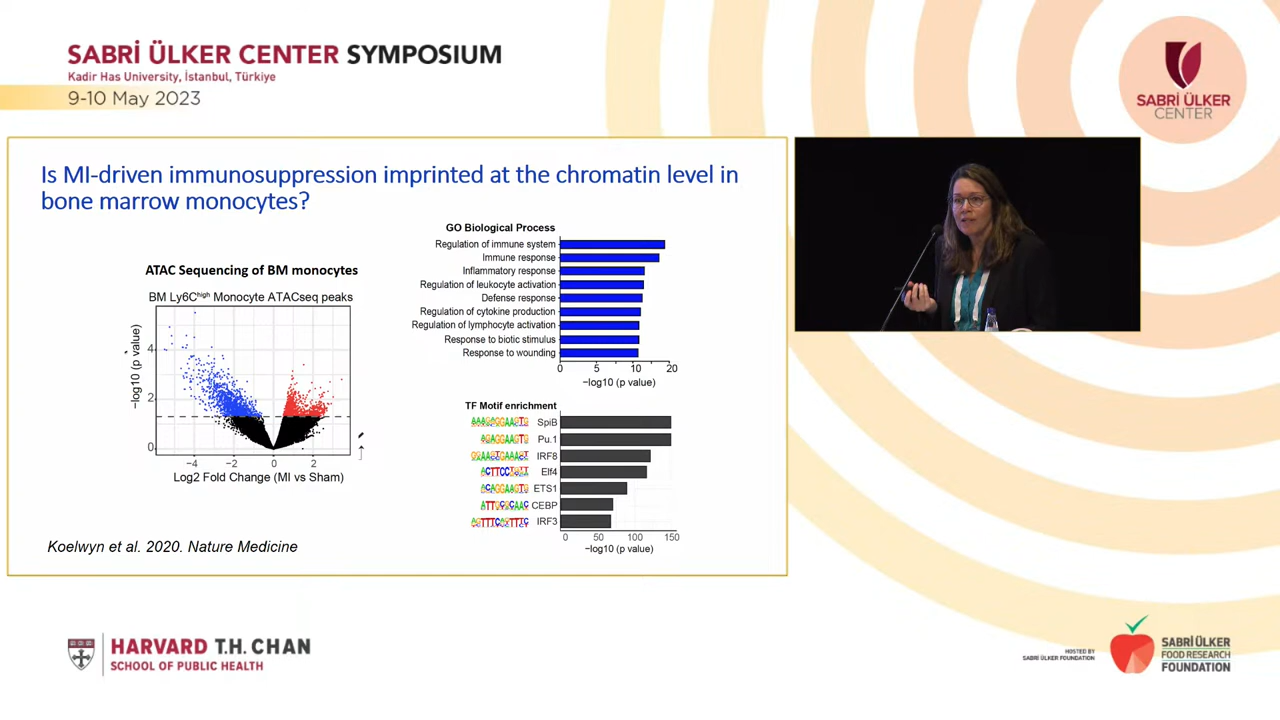 SABRİ ÜLKER CENTER SYMPOSIUM
Kadir Has University, İstanbul, Türkiye
9-10 May 2023
SABRİ ÜLKER
CENTER
Is MI-driven immunosuppression imprinted at the chromatin level in
bone marrow monocytes?
ATAC Sequencing of BM monocytes
BM Ly6Chigh Monocyte ATACseq peaks
−log10 (p value)
4
2
0
−4
−2
0
2
Log2 Fold Change (MI vs Sham)
GO Biological Process
Regulation of immune system
Immune response
Inflammatory response
Regulation of leukocyte activation
Defense response
Regulation of cytokine production
Regulation of lymphocyte activation
Response to biotic stimulus
Response to wounding
0 5 10 20
−log10 (p value)
TF Motif enrichment
SpiB
Pu.1
IRF8
Elf4
ETS1
CEBP
IRF3
0 50 100 150
−log10 (p value)
Koelwyn et al. 2020. Nature Medicine
HARVARD T.H. CHAN
SCHOOL OF PUBLIC HEALTH
HOSTED BY
SABRI ÜLKER FOUNDATION
SABRİ ÜLKER
FOOD RESEARCH
FOUNDATION